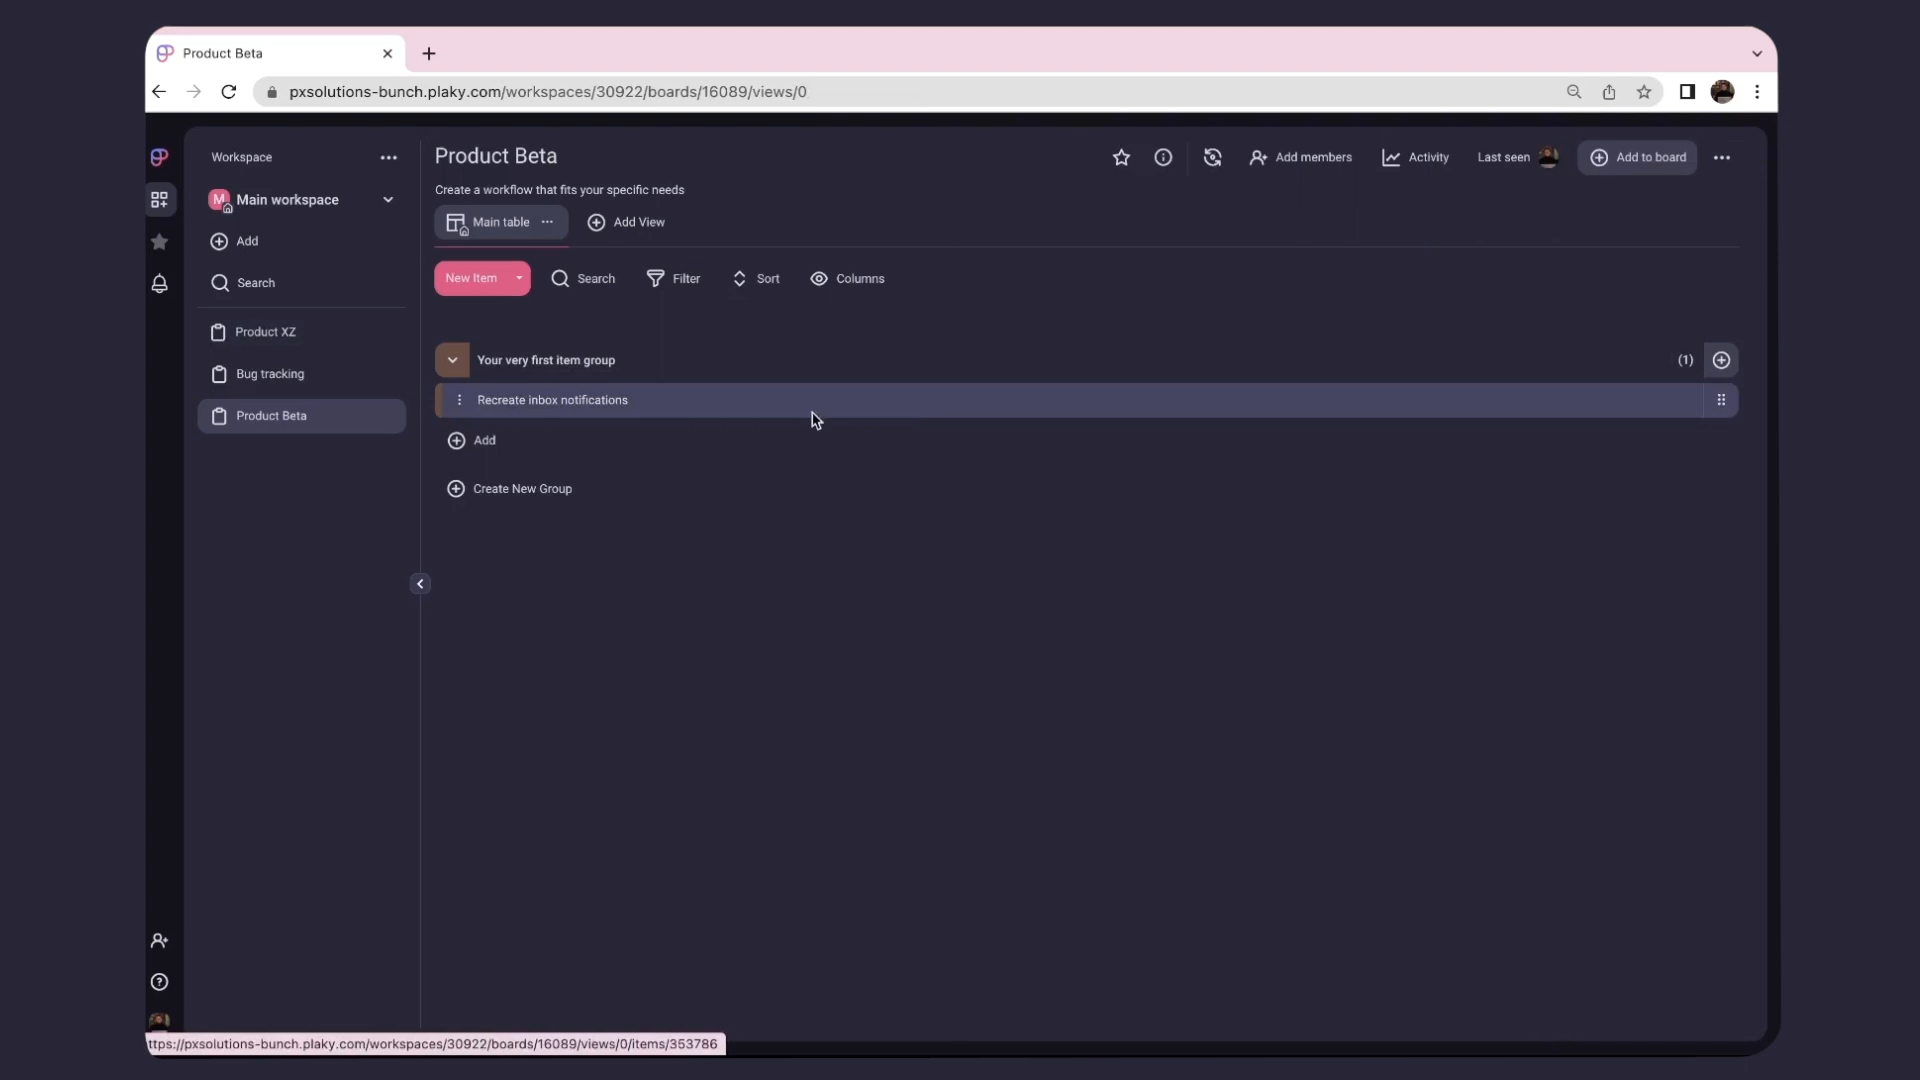 Product Beta
pxsolutions-bunch.plaky.com/workspaces/30922/boards/16089/views/0
Workspace
M Main workspace
Add
Search
Product XZ
Bug tracking
Product Beta
Product Beta
Add members
Activity
Last seen
Add to board
Create a workflow that fits your specific needs
Main table
Add View
New Item
Search
Filter
Sort
Columns
Your very first item group
(1)
Recreate inbox notifications
Add
Create New Group
ttps://pxsolutions-bunch.plaky.com/workspaces/30922/boards/16089/views/0/items/353786